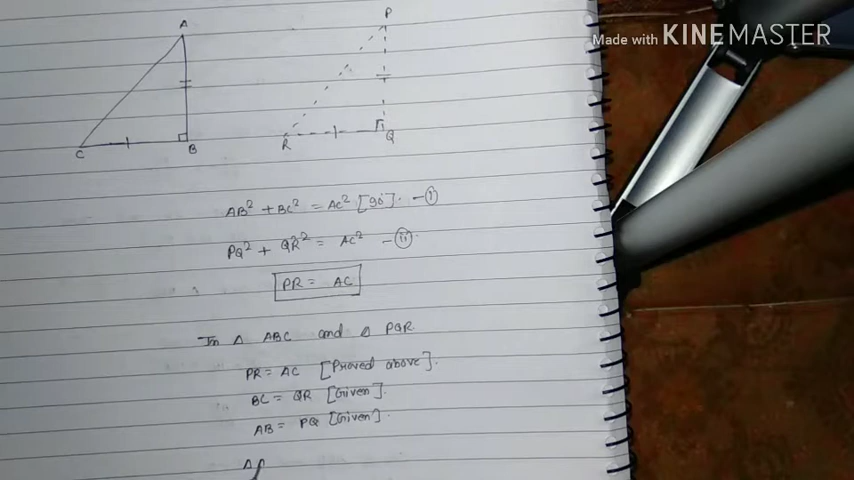 Made with KINEMASTER
A
P
C
B
R
Q
AB² + BC² = AC² [90°]. - (i)
PQ² + QR² = AC² - (ii)
PR = AC
In Δ ABC and Δ PQR.
PR = AC [Proved above].
BC = QR [Given].
AB = PQ [Given].